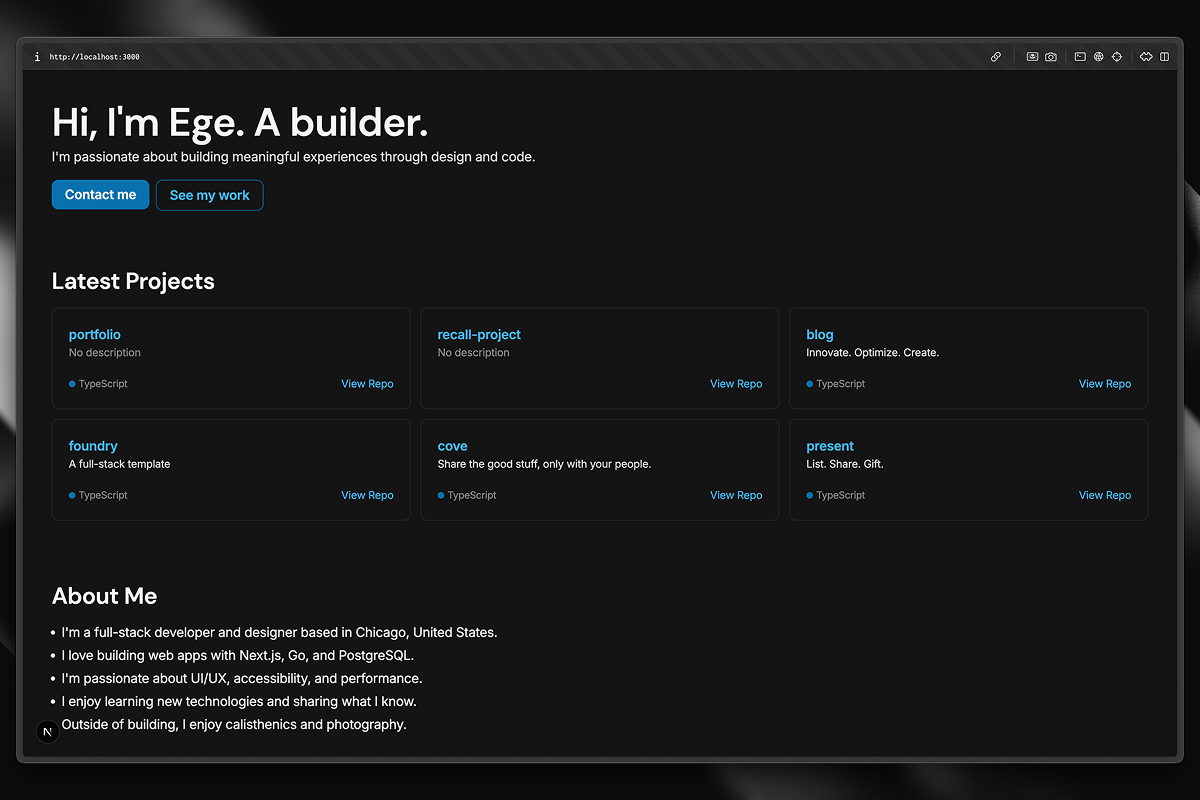 http://localhost:3000
Hi, I'm Ege. A builder.
I'm passionate about building meaningful experiences through design and code.
Contact me
See my work
Latest Projects
portfolio
No description
TypeScript
View Repo
recall-project
No description
View Repo
blog
Innovate. Optimize. Create.
TypeScript
View Repo
foundry
A full-stack template
TypeScript
View Repo
cove
Share the good stuff, only with your people.
TypeScript
View Repo
present
List. Share. Gift.
TypeScript
View Repo
About Me
• I'm a full-stack developer and designer based in Chicago, United States.
• I love building web apps with Next.js, Go, and PostgreSQL.
• I'm passionate about UI/UX, accessibility, and performance.
• I enjoy learning new technologies and sharing what I know.
Outside of building, I enjoy calisthenics and photography.
N